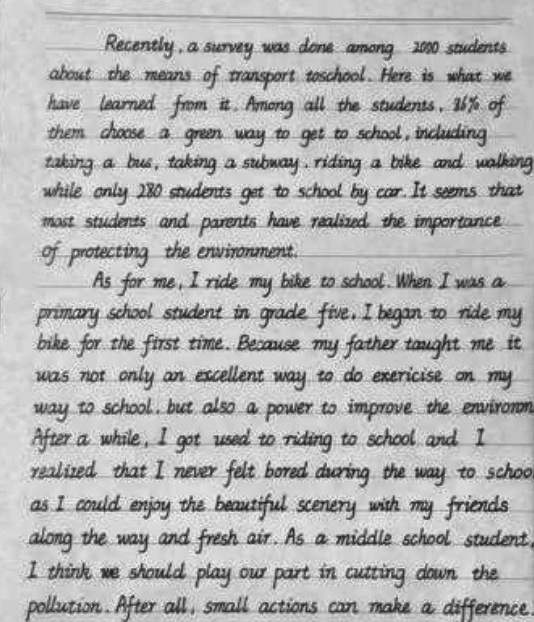 Recently, a survey was done among 2000 students
about the means of transport toschool. Here is what we
have learned from it. Among all the students, 86% of
them choose a green way to get to school, including
taking a bus, taking a subway, riding a bike and walking
while only 280 students get to school by car. It seems that
most students and parents have realized the importance
of protecting the environment.
As for me, I ride my bike to school. When I was a
primary school student in grade five, I began to ride my
bike for the first time. Because my father taught me it
was not only an excellent way to do exericise on my
way to school, but also a power to improve the environm
After a while, I got used to riding to school and I
realized that I never felt bored during the way to schoo
as I could enjoy the beautiful scenery with my friends
along the way and fresh air. As a middle school student,
I think we should play our part in cutting down the
pollution. After all, small actions can make a difference.